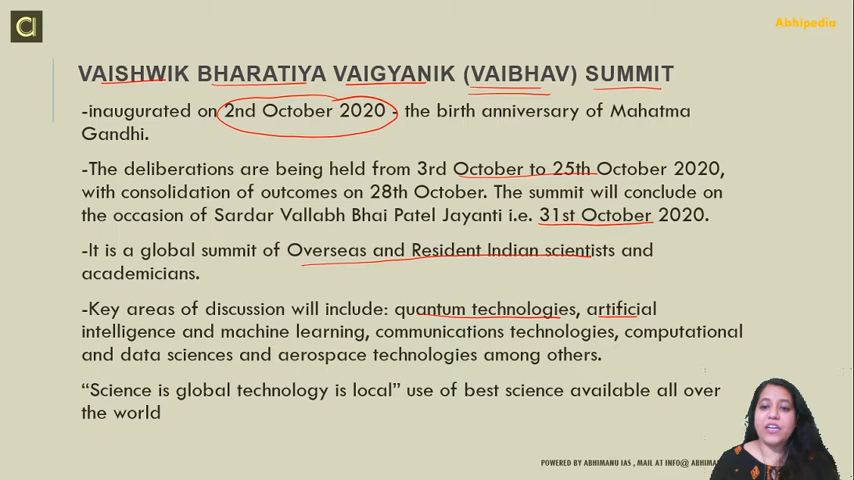 Abhipedia
VAISHWIK BHARATIYA VAIGYANIK (VAIBHAV) SUMMIT
-inaugurated on 2nd October 2020 - the birth anniversary of Mahatma
Gandhi.
-The deliberations are being held from 3rd October to 25th October 2020,
with consolidation of outcomes on 28th October. The summit will conclude on
the occasion of Sardar Vallabh Bhai Patel Jayanti i.e. 31st October 2020.
-It is a global summit of Overseas and Resident Indian scientists and
academicians.
-Key areas of discussion will include: quantum technologies, artificial
intelligence and machine learning, communications technologies, computational
and data sciences and aerospace technologies among others.
“Science is global technology is local” use of best science available all over
the world
POWERED BY ABHIMANU IAS , MAIL AT INFO@